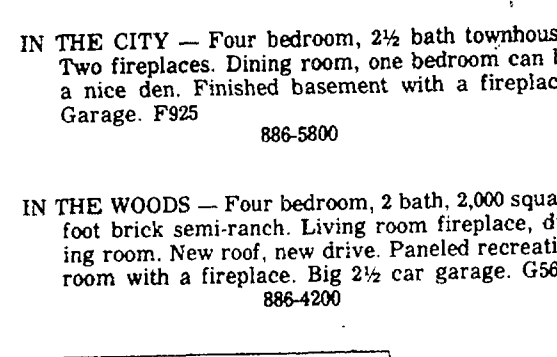 IN THE CITY — Four bedroom, 2½ bath townhous
Two fireplaces. Dining room, one bedroom can
a nice den. Finished basement with a fireplac
Garage. F925
886-5800
IN THE WOODS — Four bedroom, 2 bath, 2,000 squa
foot brick semi-ranch. Living room fireplace, d
ing room. New roof, new drive. Paneled recreati
room with a fireplace. Big 2½ car garage. G56
886-4200